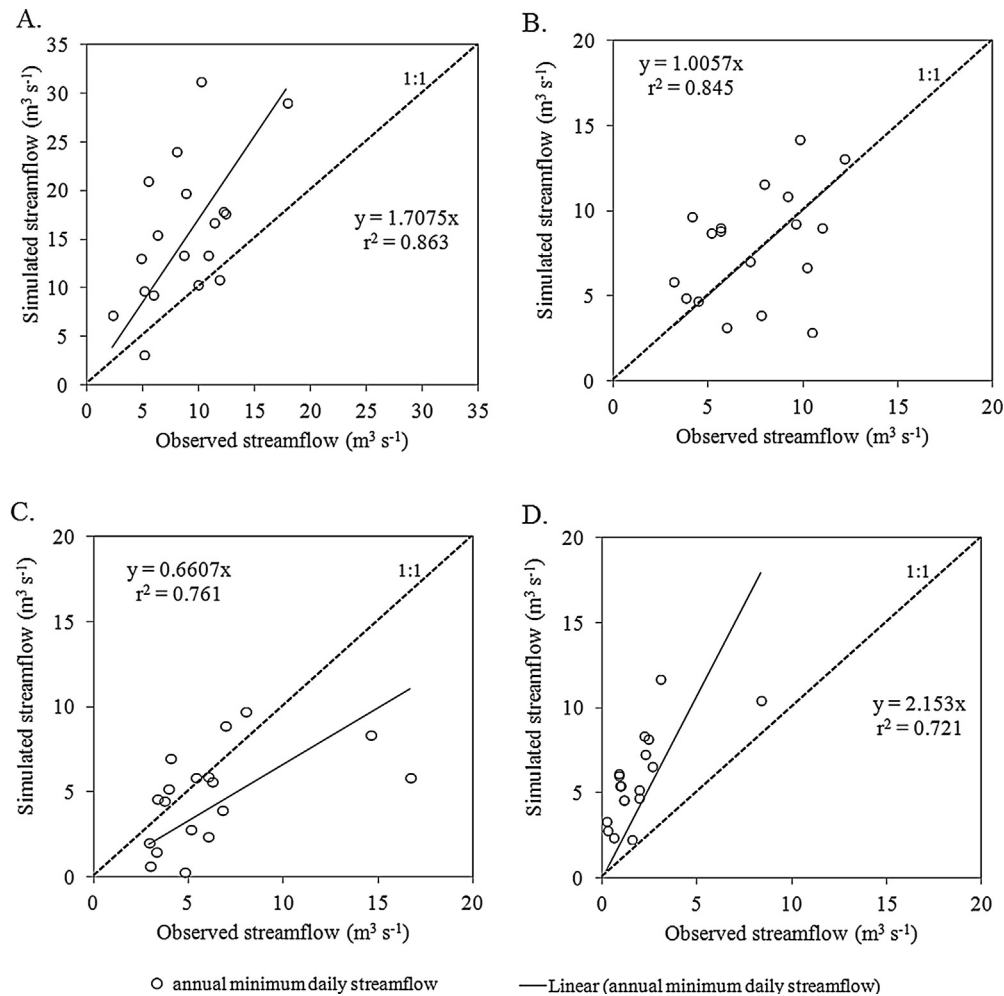 A.
Simulated streamflow (m³ s⁻¹)
35
30
25
20
15
10
5
0
1:1
y = 1.7075x
r² = 0.863
0 5 10 15 20 25 30 35
Observed streamflow (m³ s⁻¹)
B.
Simulated streamflow (m³ s⁻¹)
20
15
10
5
0
y = 1.0057x
r² = 0.845
1:1
0 5 10 15 20
Observed streamflow (m³ s⁻¹)
C.
Simulated streamflow (m³ s⁻¹)
20
15
10
5
0
y = 0.6607x
r² = 0.761
1:1
0 5 10 15 20
Observed streamflow (m³ s⁻¹)
D.
Simulated streamflow (m³ s⁻¹)
20
15
10
5
0
1:1
y = 2.153x
r² = 0.721
0 5 10 15 20
Observed streamflow (m³ s⁻¹)
annual minimum daily streamflow
Linear (annual minimum daily streamflow)